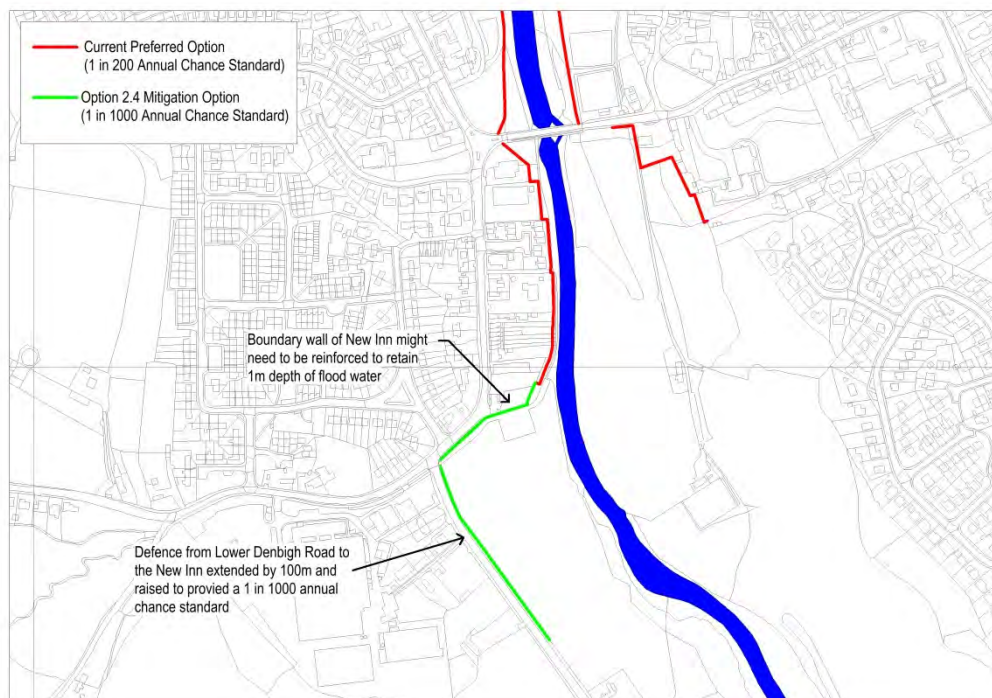 Current Preferred Option
(1 in 200 Annual Chance Standard)
Option 2.4 Mitigation Option
(1 in 1000 Annual Chance Standard)
Boundary wall of New Inn might
need to be reinforced to retain
1m depth of flood water
Defence from Lower Denbigh Road to
the New Inn extended by 100m and
raised to provied a 1 in 1000 annual
chance standard